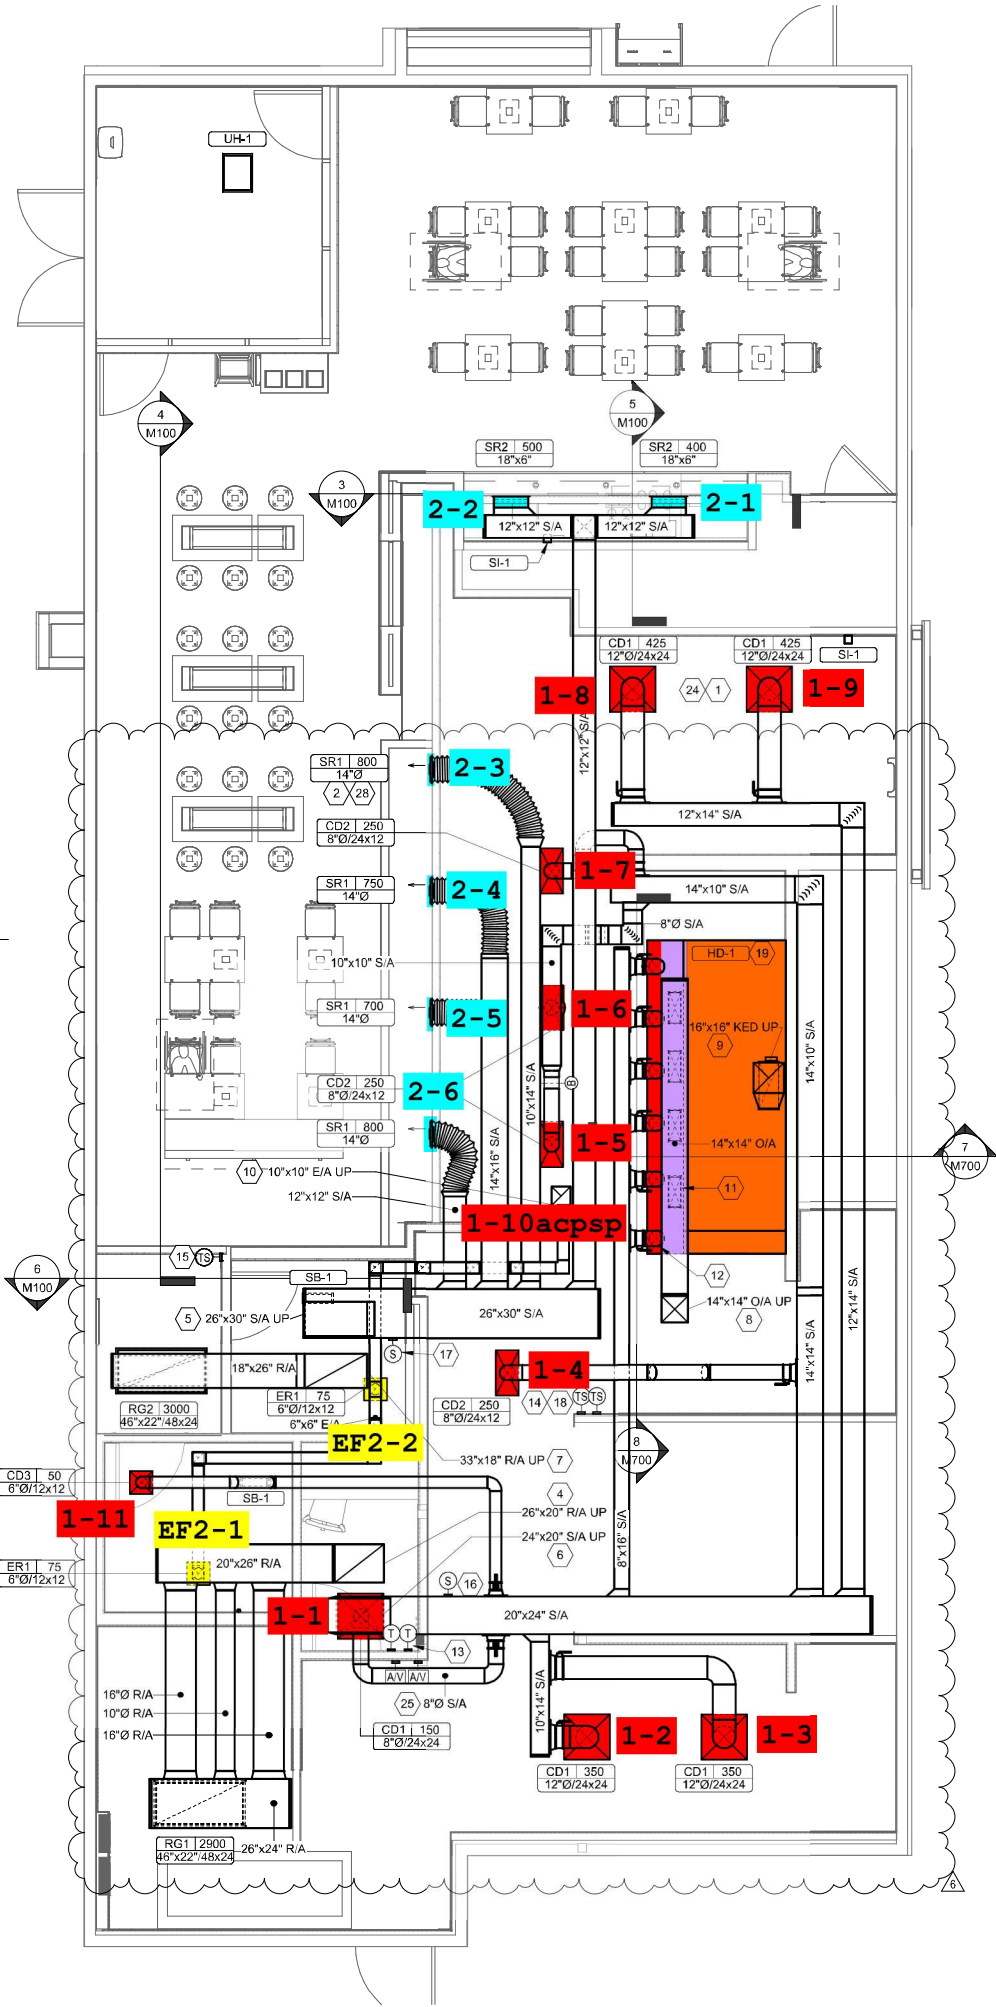 UH-1
4
M100
5
M100
SR2 500
18"x6"
SR2 400
18"x6"
3
M100
2-2
2-1
12"x12" S/A
12"x12" S/A
SI-1
CD1 425
12"Ø/24x24
CD1 425
12"Ø/24x24
SI-1
1-8
24
1
1-9
12"x12" S/A
SR1 800
14"Ø
2
28
2-3
12"x14" S/A
CD2 250
8"Ø/24x12
1-7
SR1 750
14"Ø
2-4
14"x10" S/A
8"Ø S/A
HD-1
19
10"x10" S/A
SR1 700
14"Ø
2-5
1-6
16"x16" KED UP
9
14"x10" S/A
CD2 250
8"Ø/24x12
2-6
B
10"x14" S/A
SR1 800
14"Ø
1-5
14"x14" O/A
7
M700
14"x16" S/A
10
10"x10" E/A UP
11
12"x12" S/A
1-10acpsp
15
TS
6
M100
SB-1
12
5
26"x30" S/A UP
26"x30" S/A
14"x14" O/A UP
8
12"x14" S/A
S
17
14"x14" S/A
18"x26" R/A
1-4
ER1 75
6"Ø/12x12
14
18
TS
TS
RG2 3000
46"x22"/48x24
CD2 250
8"Ø/24x12
6"x6" E/A
EF2-2
8
M700
33"x18" R/A UP
7
CD3 50
6"Ø/12x12
SB-1
4
1-11
EF2-1
26"x20" R/A UP
24"x20" S/A UP
6
8"x16" S/A
ER1 75
6"Ø/12x12
20"x26" R/A
S
16
1-1
20"x24" S/A
T
T
13
A/V
A/V
16"Ø R/A
25
8"Ø S/A
10"Ø R/A
10"x14" S/A
16"Ø R/A
CD1 150
8"Ø/24x24
1-2
1-3
CD1 350
12"Ø/24x24
CD1 350
12"Ø/24x24
RG1 2900
46"x22"/48x24
26"x24" R/A
6